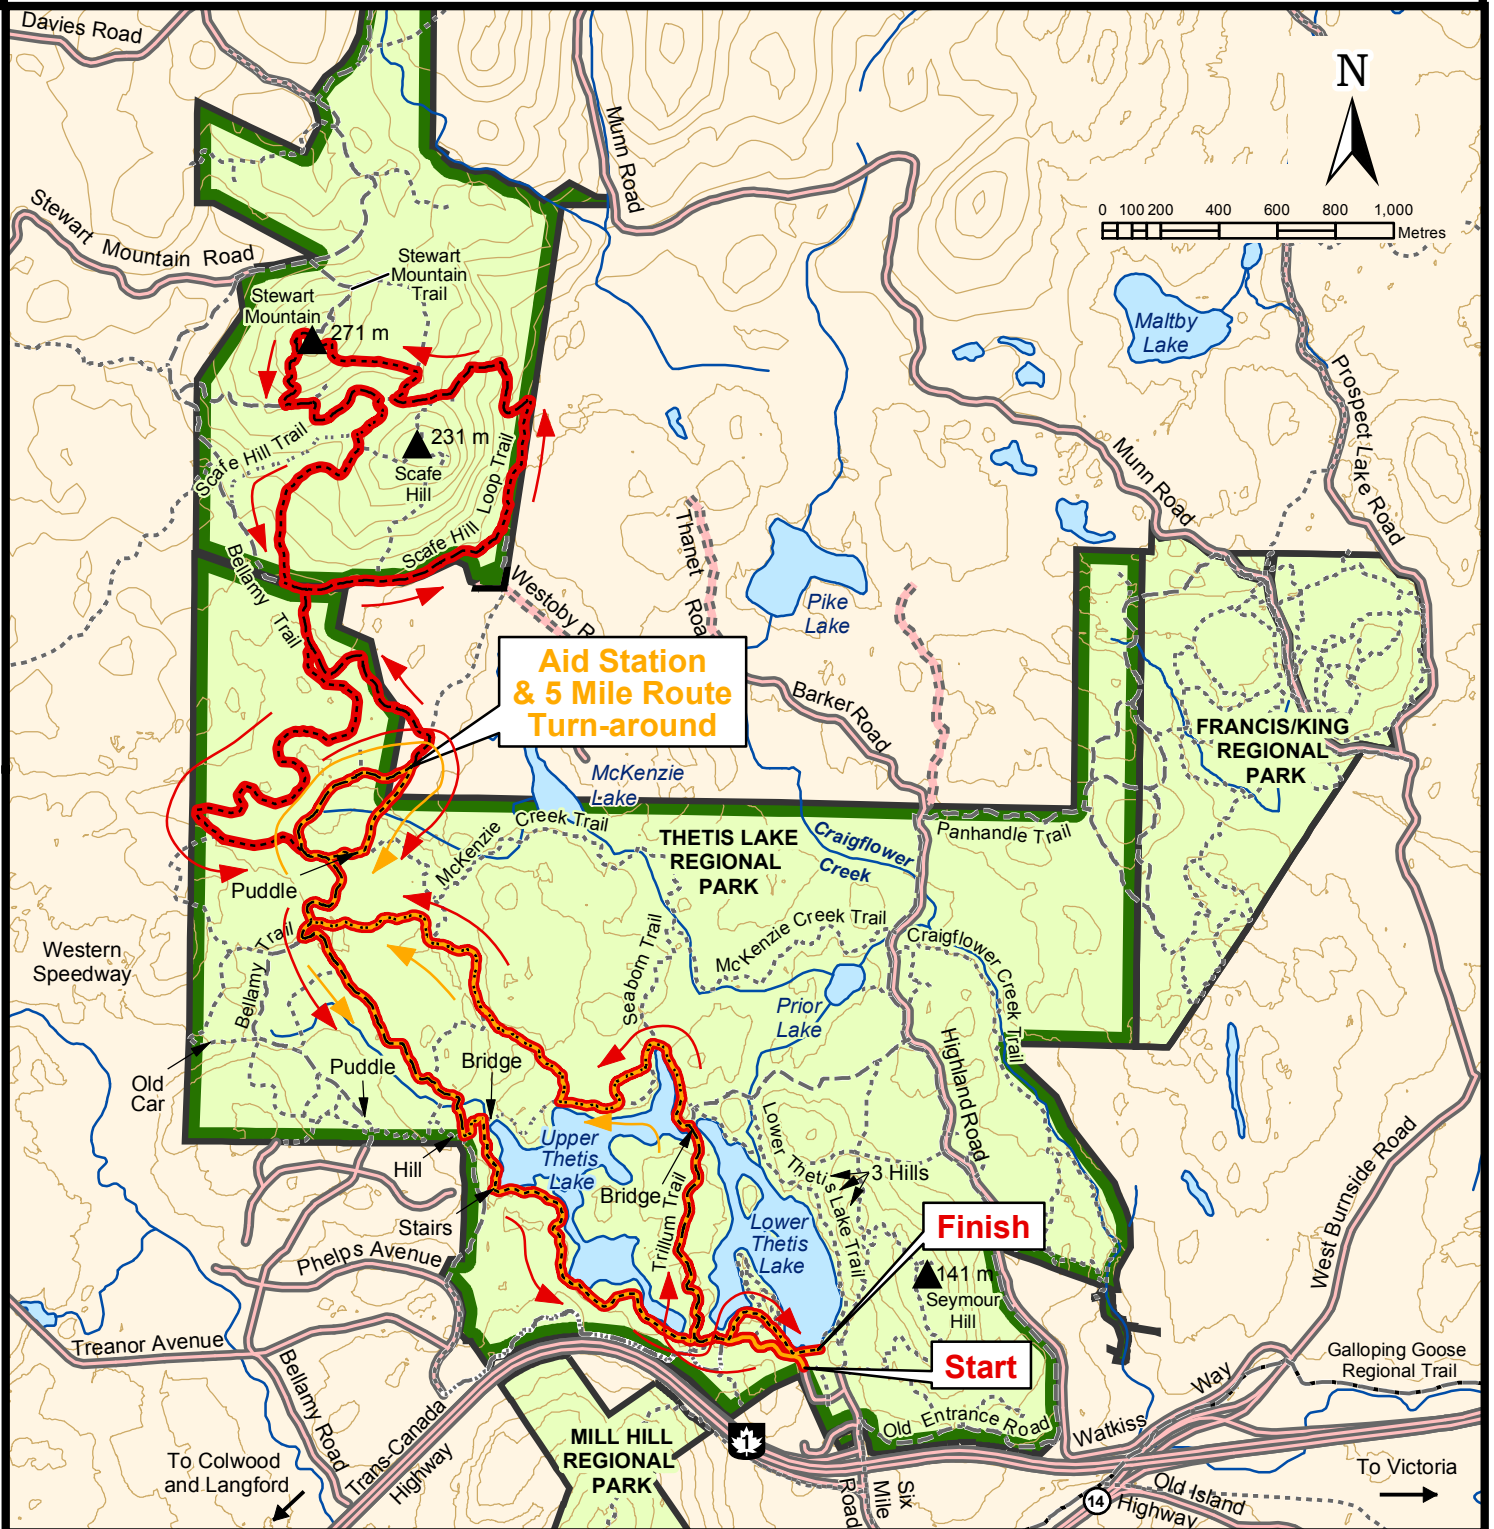 Davies Road
Munn Road
N
0 100 200 400 600 800 1,000
Metres
Stewart Mountain Road
Stewart
Mountain
Trail
Stewart
Mountain
271 m
Maltby
Lake
Prospect Lake Road
231 m
Scafe
Hill
Scafe Hill Trail
Scafe Hill Loop Trail
Munn Road
Thanet
Roa
Bellamy Trail
Westoby R
Pike
Lake
Aid Station
& 5 Mile Route
Turn-around
Barker Road
FRANCIS/KING
REGIONAL
PARK
McKenzie
Lake
McKenzie Creek Trail
THETIS LAKE
REGIONAL
PARK
Craigflower
Creek
Panhandle Trail
Puddle
Bellamy Trail
Western
Speedway
Seaborn Trail
McKenzie Creek Trail
Craigflower Creek Trail
Prior
Lake
Old
Car
Puddle
Bridge
Highland Road
Upper
Thetis
Lake
Lower Thetis Lake Trail
3 Hills
Hill
Bridge
Stairs
Trillum Trail
Lower
Thetis
Lake
Finish
West Burnside Road
Phelps Avenue
141 m
Seymour
Hill
Treanor Avenue
Start
Galloping Goose
Regional Trail
Bellamy Road
Way
Watkiss
Old Entrance Road
Trans-Canada
Highway
MILL HILL
REGIONAL
PARK
1
To Colwood
and Langford
Six
Mile
Road
To Victoria
14
Old Island
Highway